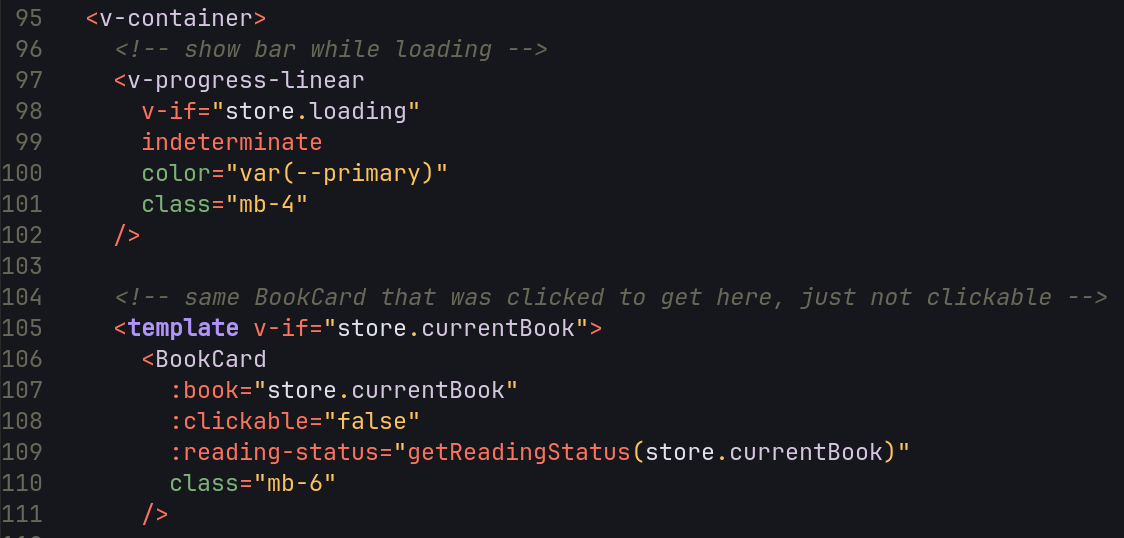 95 <v-container>
96 <!-- show bar while loading -->
97 <v-progress-linear
98 v-if="store.loading"
99 indeterminate
100 color="var(--primary)"
101 class="mb-4"
102 />
103
104 <!-- same BookCard that was clicked to get here, just not clickable -->
105 <template v-if="store.currentBook">
106 <BookCard
107 :book="store.currentBook"
108 :clickable="false"
109 :reading-status="getReadingStatus(store.currentBook)"
110 class="mb-6"
111 />